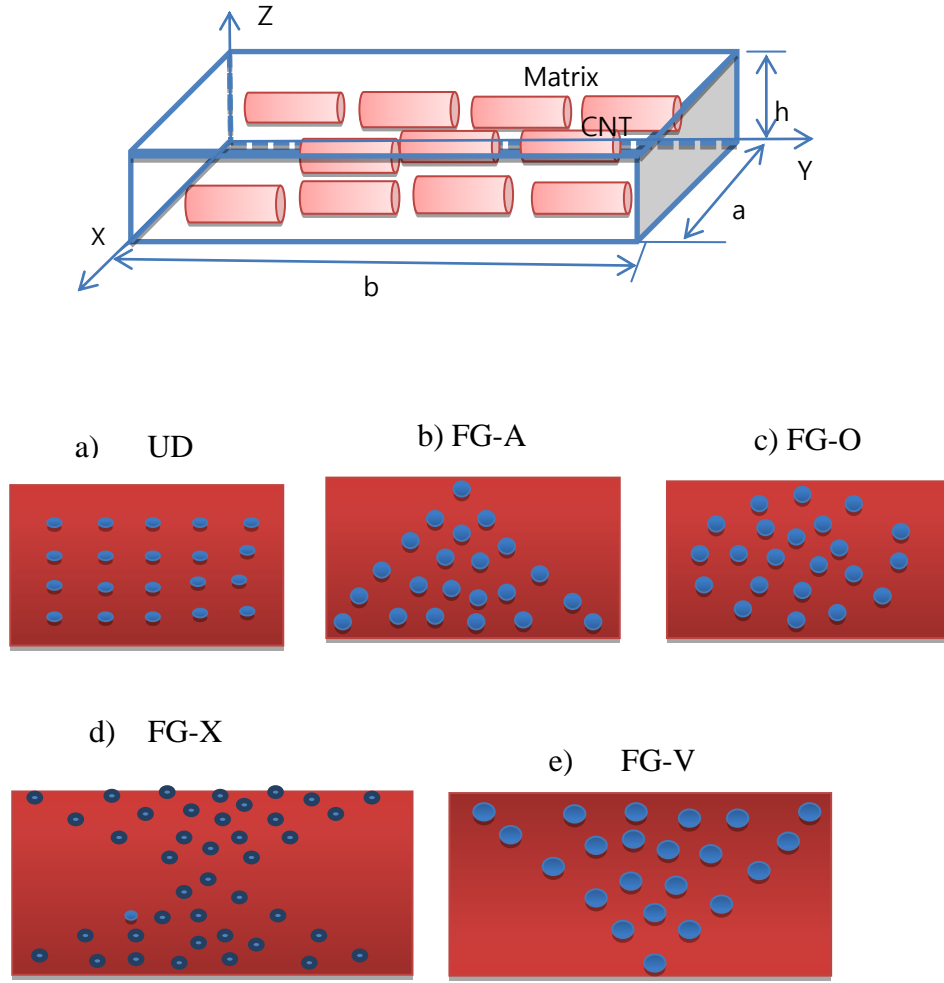 Z
Matrix
h
CNT
Y
a
X
b
a) UD
b) FG-A
c) FG-O
d) FG-X
e) FG-V